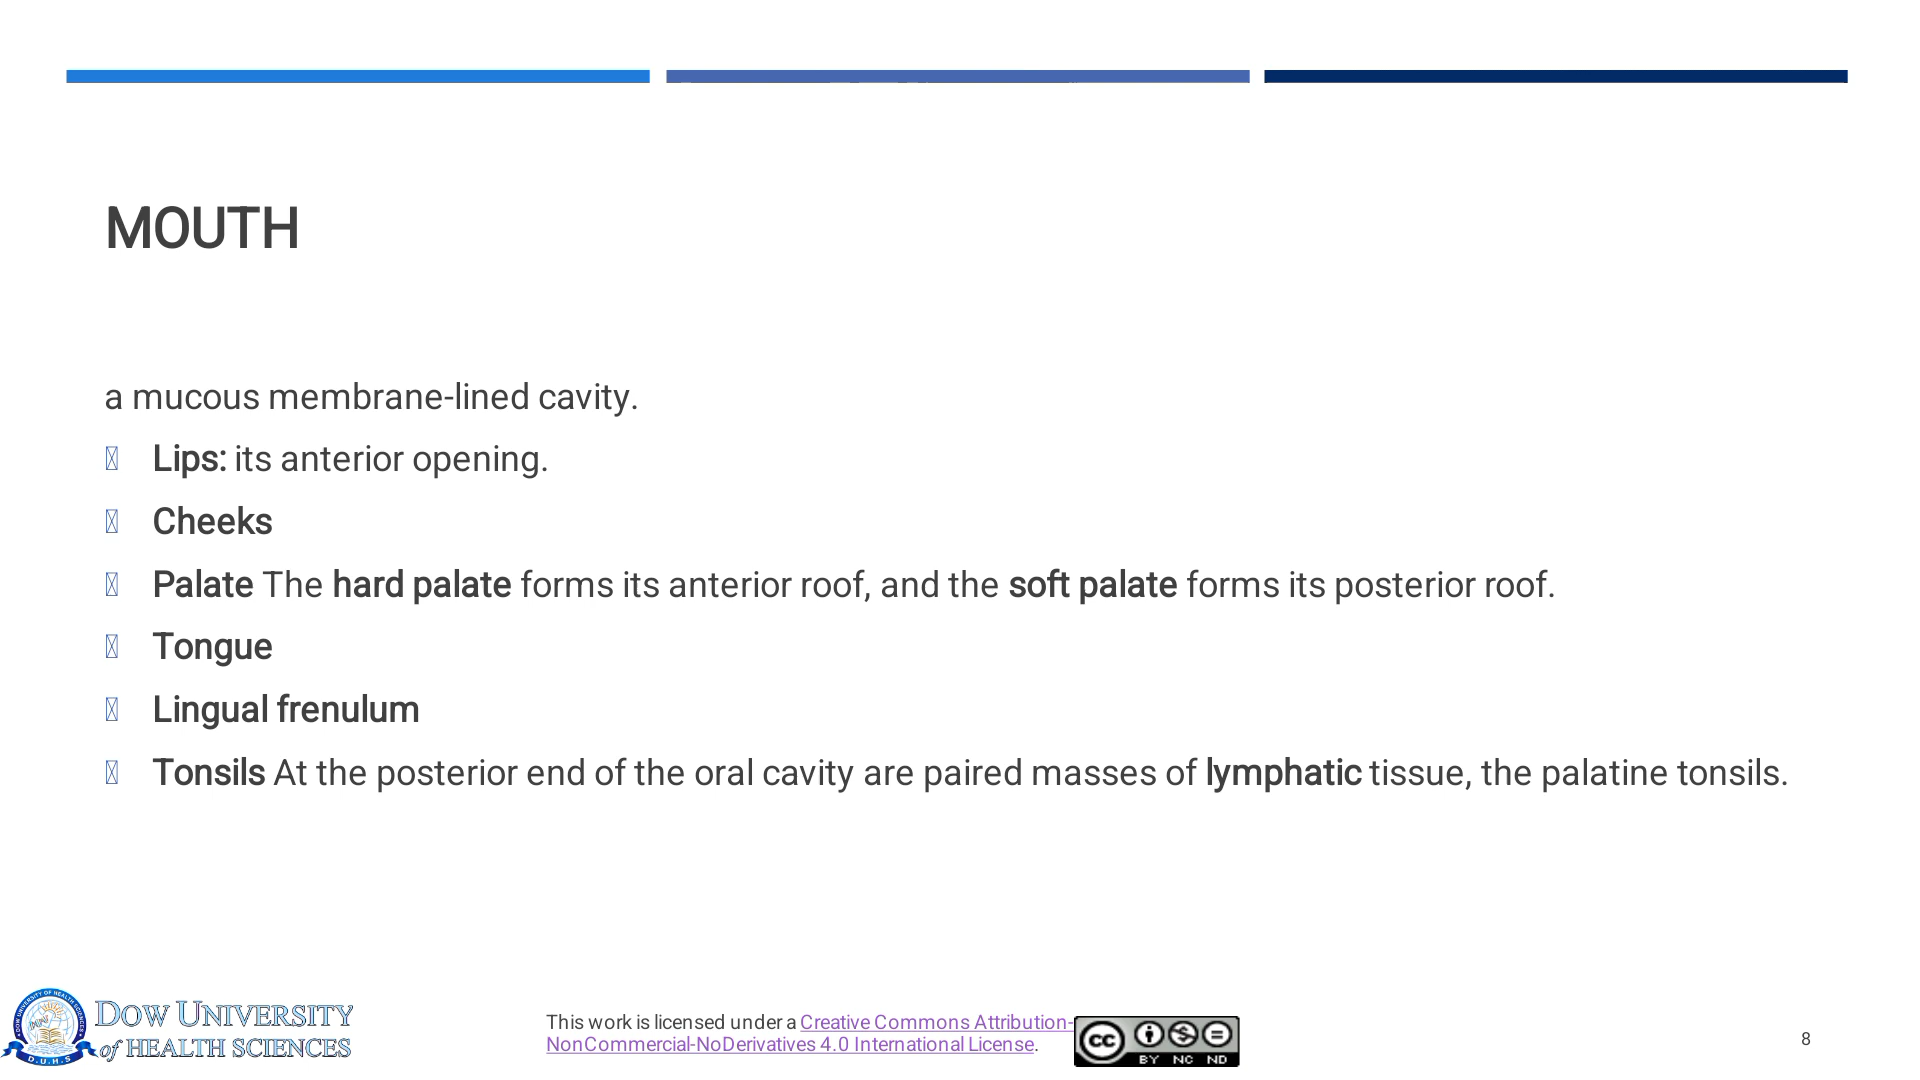 MOUTH
a mucous membrane-lined cavity.
Lips: its anterior opening.
Cheeks
Palate The hard palate forms its anterior roof, and the soft palate forms its posterior roof.
Tongue
Lingual frenulum
Tonsils At the posterior end of the oral cavity are paired masses of lymphatic tissue, the palatine tonsils.
DOW UNIVERSITY
of HEALTH SCIENCES
D.U.H.S
This work is licensed under a Creative Commons Attribution-
NonCommercial-NoDerivatives 4.0 International License.
CC
BY NC ND
8